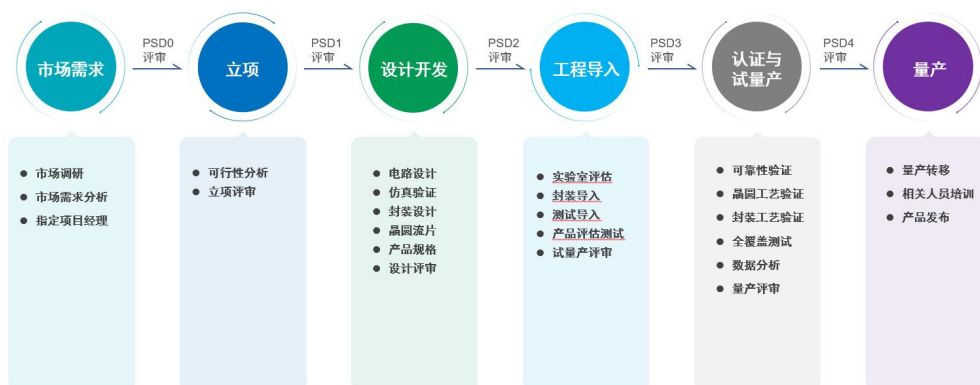 市场需求
PSD0
评审
立项
PSD1
评审
设计开发
PSD2
评审
工程导入
PSD3
评审
认证与
试量产
PSD4
评审
量产
● 市场调研
● 市场需求分析
● 指定项目经理
● 可行性分析
● 立项评审
● 电路设计
● 仿真验证
● 封装设计
● 晶圆流片
● 产品规格
● 设计评审
● 实验室评估
● 封装导入
● 测试导入
● 产品评估测试
● 试量产评审
● 可靠性验证
● 晶圆工艺验证
● 封装工艺验证
● 全覆盖测试
● 数据分析
● 量产评审
● 量产转移
● 相关人员培训
● 产品发布